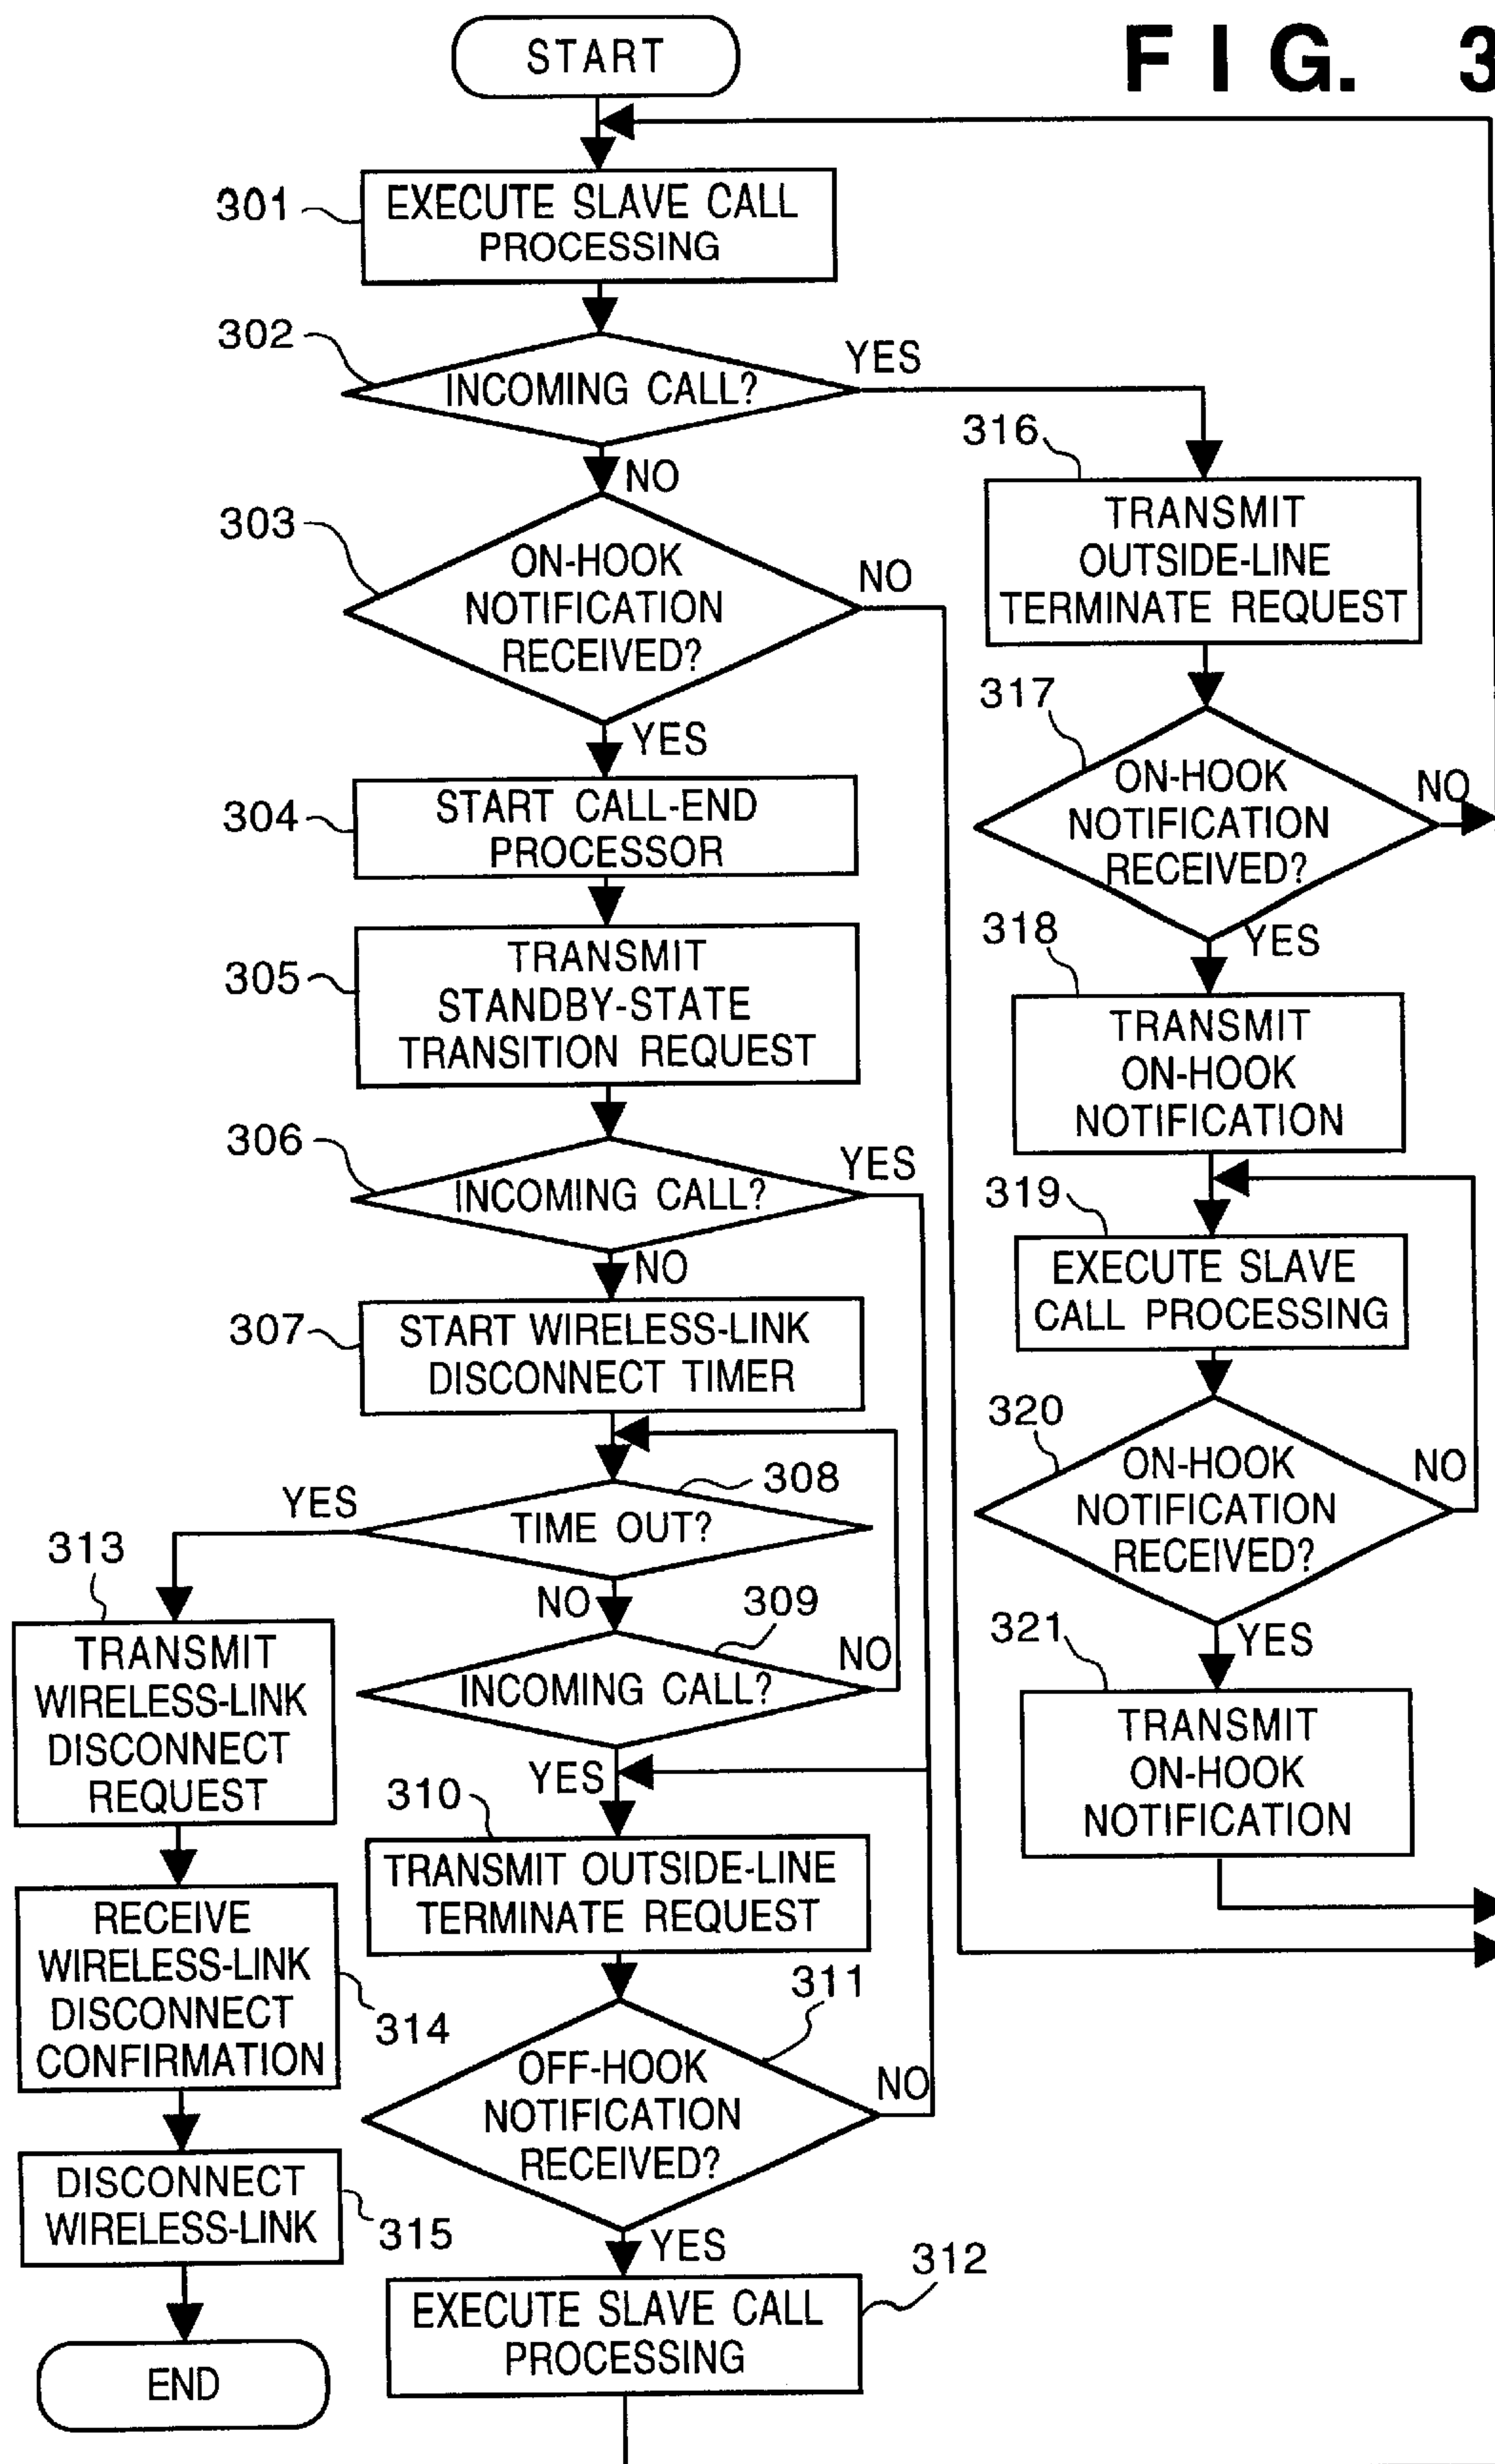 START
FIG. 3
301
EXECUTE SLAVE CALL
PROCESSING
302
INCOMING CALL?
YES
NO
303
ON-HOOK
NOTIFICATION
RECEIVED?
NO
YES
304
START CALL-END
PROCESSOR
305
TRANSMIT
STANDBY-STATE
TRANSITION REQUEST
306
INCOMING CALL?
YES
NO
307
START WIRELESS-LINK
DISCONNECT TIMER
308
TIME OUT?
YES
NO
309
INCOMING CALL?
NO
YES
310
TRANSMIT OUTSIDE-LINE
TERMINATE REQUEST
311
OFF-HOOK
NOTIFICATION
RECEIVED?
NO
YES
312
EXECUTE SLAVE CALL
PROCESSING
313
TRANSMIT
WIRELESS-LINK
DISCONNECT
REQUEST
RECEIVE
WIRELESS-LINK
DISCONNECT
CONFIRMATION
314
DISCONNECT
WIRELESS-LINK
315
END
316
TRANSMIT
OUTSIDE-LINE
TERMINATE REQUEST
317
ON-HOOK
NOTIFICATION
RECEIVED?
NO
YES
318
TRANSMIT
ON-HOOK
NOTIFICATION
319
EXECUTE SLAVE
CALL PROCESSING
320
ON-HOOK
NOTIFICATION
RECEIVED?
NO
YES
321
TRANSMIT
ON-HOOK
NOTIFICATION